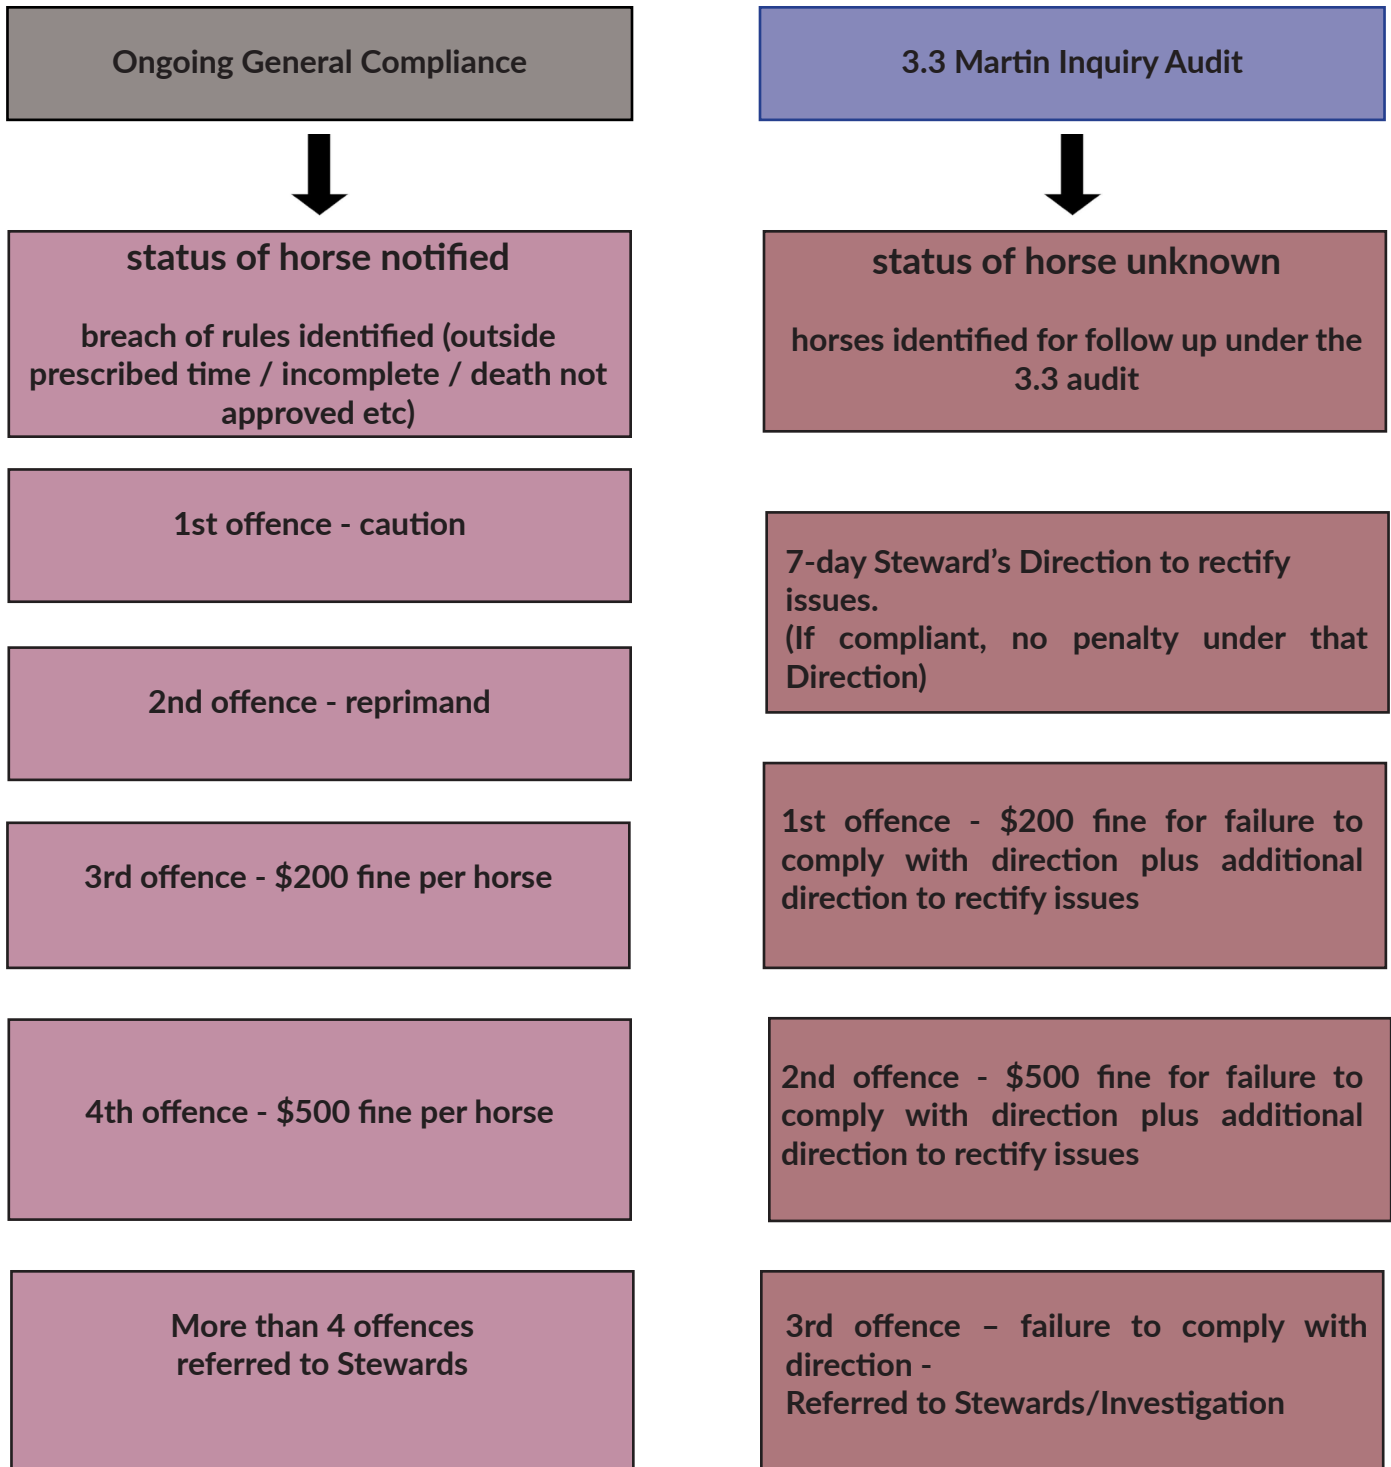 Ongoing General Compliance
status of horse notified
breach of rules identified (outside
prescribed time / incomplete / death not
approved etc)
1st offence - caution
2nd offence - reprimand
3rd offence - $200 fine per horse
4th offence - $500 fine per horse
More than 4 offences
referred to Stewards
3.3 Martin Inquiry Audit
status of horse unknown
horses identified for follow up under the
3.3 audit
7-day Steward’s Direction to rectify
issues.
(If compliant, no penalty under that
Direction)
1st offence - $200 fine for failure to
comply with direction plus additional
direction to rectify issues
2nd offence - $500 fine for failure to
comply with direction plus additional
direction to rectify issues
3rd offence – failure to comply with
direction -
Referred to Stewards/Investigation